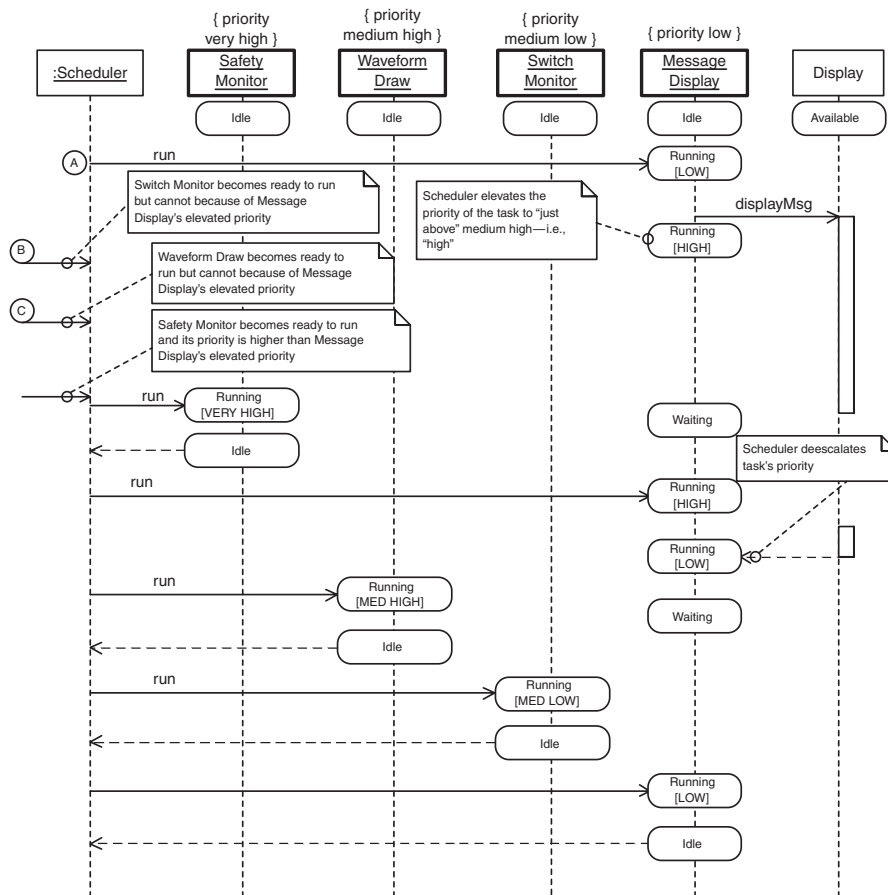 { priority
very high }
{ priority
medium high }
{ priority
medium low }
{ priority low }
:Scheduler
Safety
Monitor
Waveform
Draw
Switch
Monitor
Message
Display
Display
Idle
Idle
Idle
Idle
Available
A
run
Running
[LOW]
Switch Monitor becomes ready to run
but cannot because of Message
Display's elevated priority
Scheduler elevates the
priority of the task to “just
above” medium high—i.e.,
“high”
displayMsg
Running
[HIGH]
B
Waveform Draw becomes ready to
run but cannot because of Message
Display's elevated priority
C
Safety Monitor becomes ready to run
and its priority is higher than Message
Display's elevated priority
run
Running
[VERY HIGH]
Waiting
Idle
Scheduler deescalates
task's priority
run
Running
[HIGH]
Running
[LOW]
run
Running
[MED HIGH]
Waiting
Idle
run
Running
[MED LOW]
Idle
Running
[LOW]
Idle